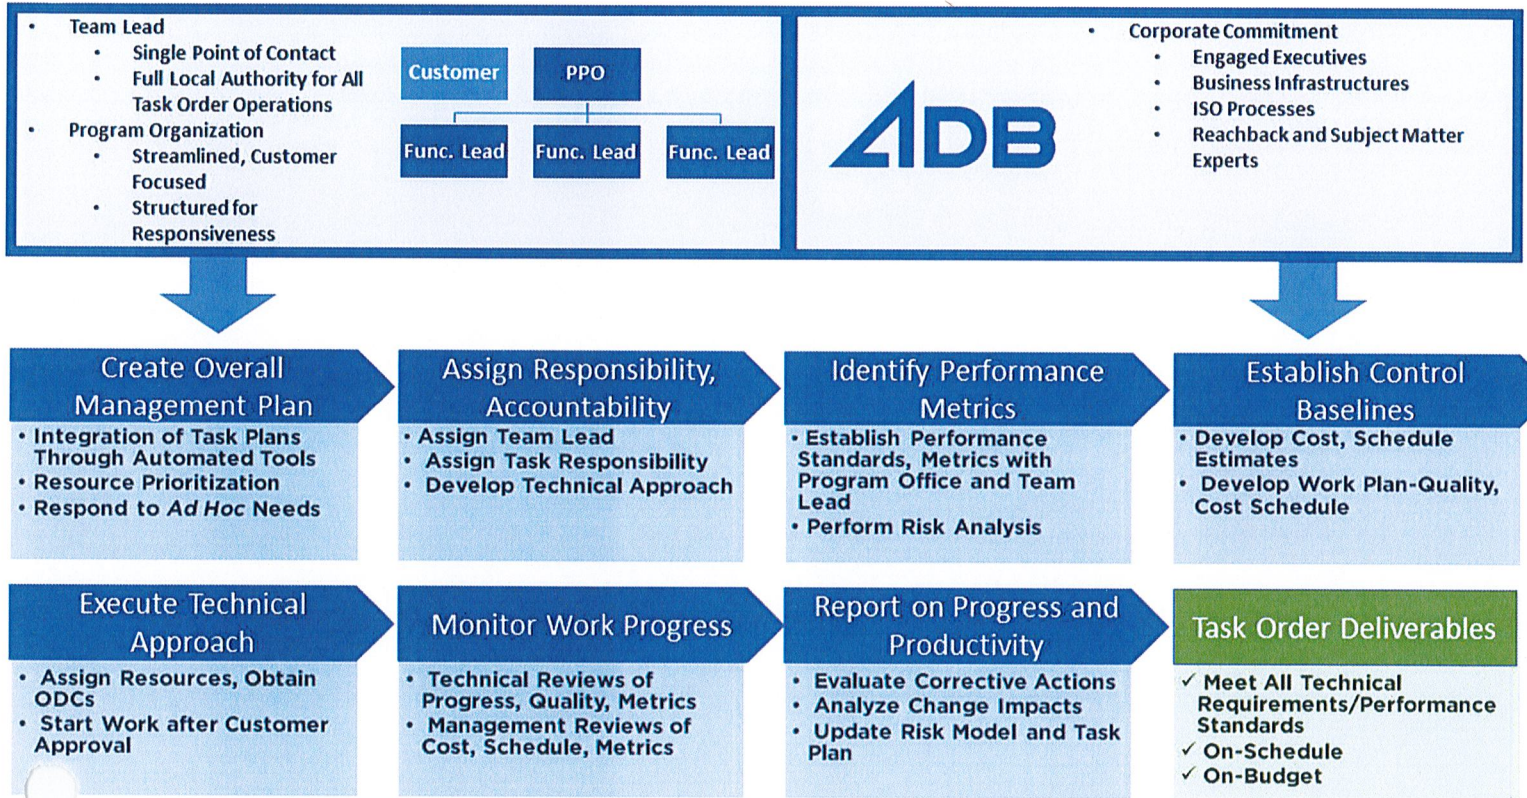 • Team Lead
• Single Point of Contact
• Full Local Authority for All
Task Order Operations
• Program Organization
• Streamlined, Customer
Focused
• Structured for
Responsiveness
Customer
PPO
Func. Lead
Func. Lead
Func. Lead
ADB
• Corporate Commitment
• Engaged Executives
• Business Infrastructures
• ISO Processes
• Reachback and Subject Matter
Experts
Create Overall
Management Plan
• Integration of Task Plans
Through Automated Tools
• Resource Prioritization
• Respond to Ad Hoc Needs
Assign Responsibility,
Accountability
• Assign Team Lead
• Assign Task Responsibility
• Develop Technical Approach
Identify Performance
Metrics
• Establish Performance
Standards, Metrics with
Program Office and Team
Lead
• Perform Risk Analysis
Establish Control
Baselines
• Develop Cost, Schedule
Estimates
• Develop Work Plan-Quality,
Cost Schedule
Execute Technical
Approach
• Assign Resources, Obtain
ODCs
• Start Work after Customer
Approval
Monitor Work Progress
• Technical Reviews of
Progress, Quality, Metrics
• Management Reviews of
Cost, Schedule, Metrics
Report on Progress and
Productivity
• Evaluate Corrective Actions
• Analyze Change Impacts
• Update Risk Model and Task
Plan
Task Order Deliverables
✓ Meet All Technical
Requirements/Performance
Standards
✓ On-Schedule
✓ On-Budget